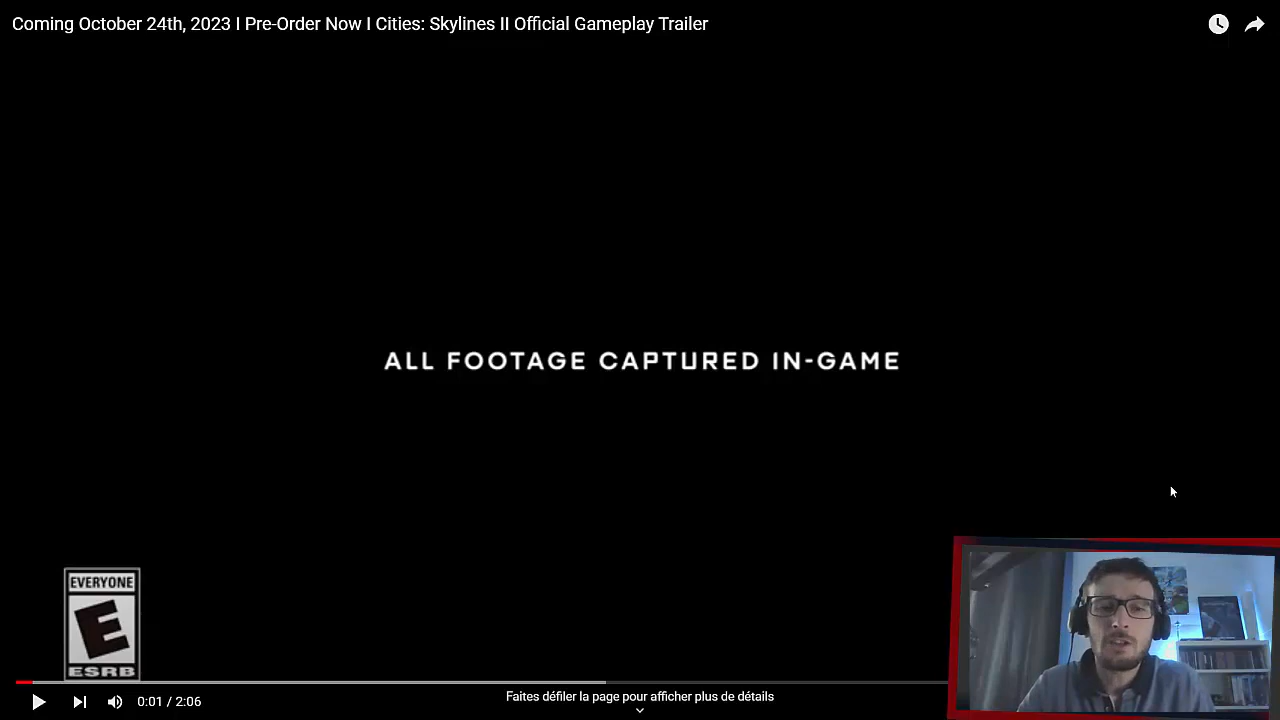 Coming October 24th, 2023 I Pre-Order Now I Cities: Skylines II Official Gameplay Trailer
ALL FOOTAGE CAPTURED IN-GAME
EVERYONE
E
ESRB
0:01 / 2:06
Faites défiler la page pour afficher plus de détails